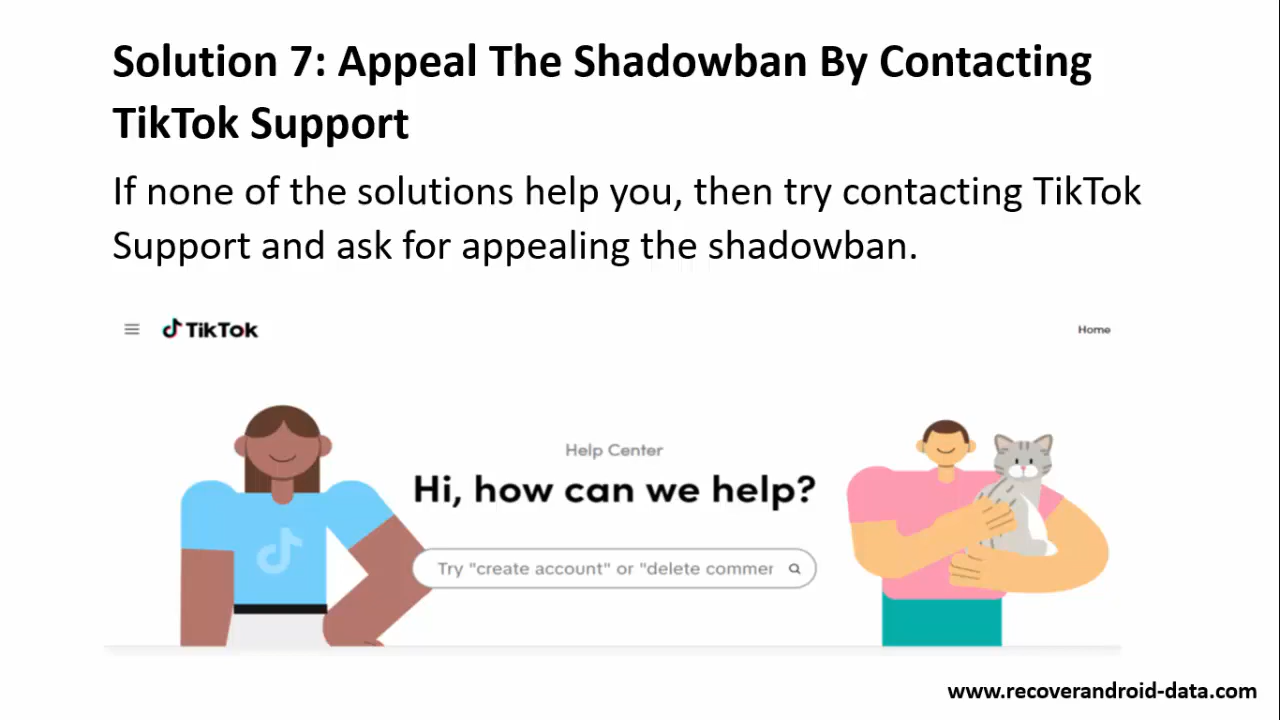 Solution 7: Appeal The Shadowban By Contacting
TikTok Support
If none of the solutions help you, then try contacting TikTok
Support and ask for appealing the shadowban.
TikTok
Home
Help Center
Hi, how can we help?
Try "create account" or "delete commer
www.recoverandroid-data.com